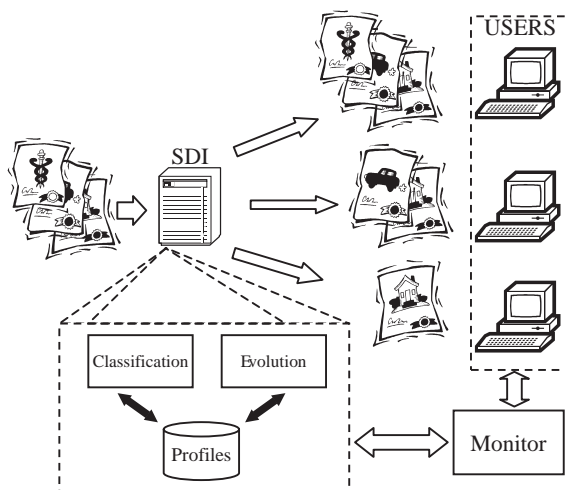 USERS
SDI
Classification
Evolution
Profiles
Monitor